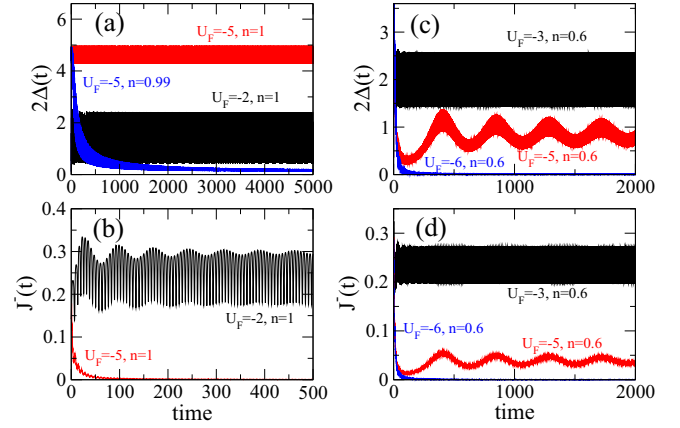 (a)
2Δ(t)
6
4
2
0
U_F=-5, n=1
U_F=-5, n=0.99
U_F=-2, n=1
0 1000 2000 3000 4000 5000
(c)
2Δ(t)
3
2
1
0
U_F=-3, n=0.6
U_F=-6, n=0.6
U_F=-5, n=0.6
0 1000 2000
(b)
J⁻(t)
0.4
0.3
0.2
0.1
0
U_F=-2, n=1
U_F=-5, n=1
0 100 200 300 400 500
time
(d)
J⁻(t)
0.3
0.2
0.1
0
U_F=-3, n=0.6
U_F=-6, n=0.6
U_F=-5, n=0.6
0 1000 2000
time